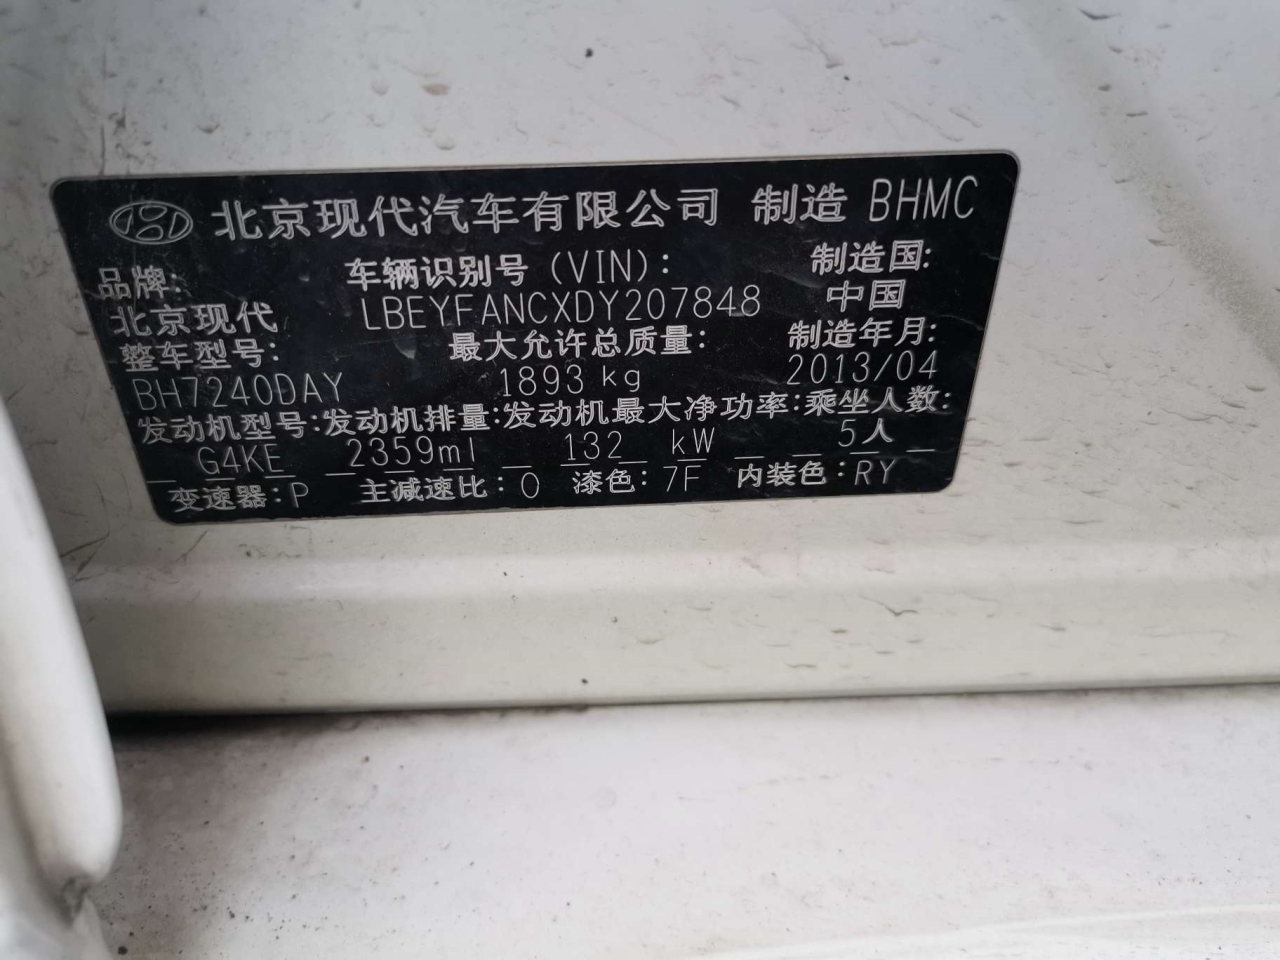 北京现代汽车有限公司 制造 BHMC
品牌: 车辆识别号 (VIN): 制造国:
北京现代 LBEYFANCXDY207848 中国
整车型号: 最大允许总质量: 制造年月:
BH7240DAY 1893 kg 2013/04
发动机型号:发动机排量:发动机最大净功率:乘坐人数:
G4KE 2359ml 132 kW 5人
变速器:P 主减速比:0 漆色:7F 内装色:RY